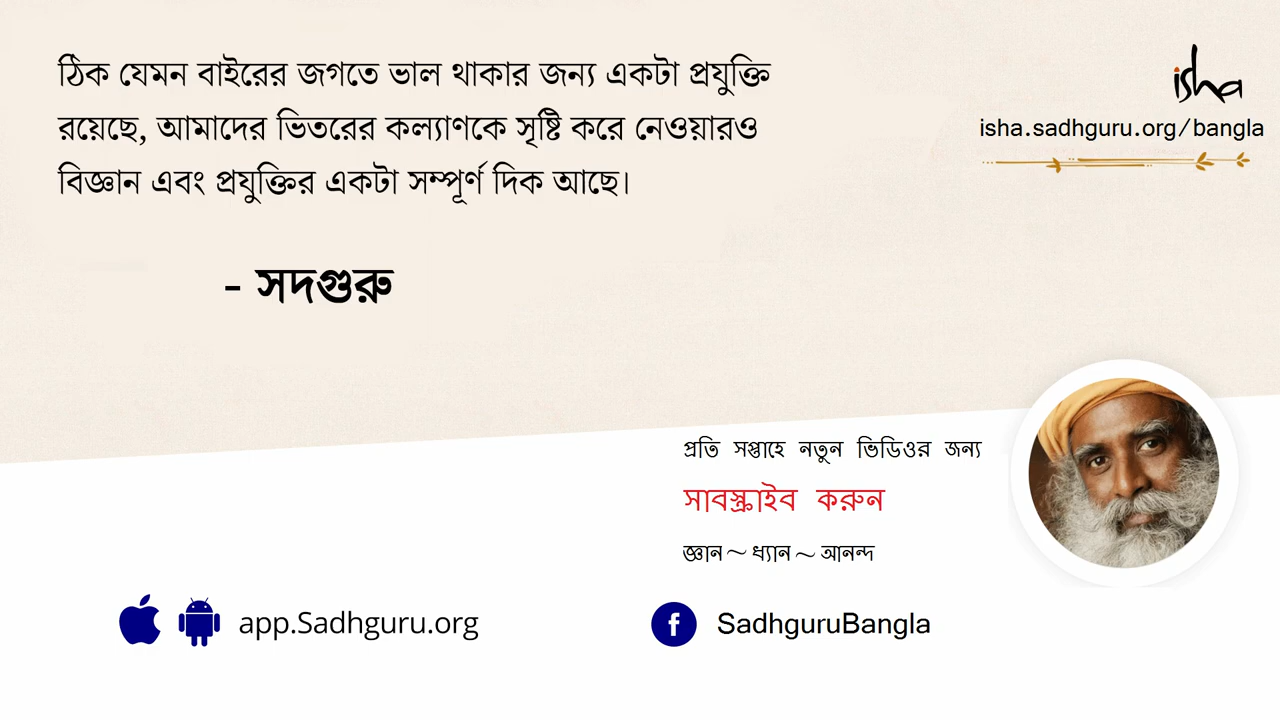 ঠিক যেমন বাইরের জগতে ভাল থাকার জন্য একটা প্রযুক্তি
রয়েছে, আমাদের ভিতরের কল্যাণকে সৃষ্টি করে নেওয়ারও
বিজ্ঞান এবং প্রযুক্তির একটা সম্পূর্ণ দিক আছে।
- সদগুরু
isha
isha.sadhguru.org/bangla
প্রতি সপ্তাহে নতুন ভিডিওর জন্য
সাবস্ক্রাইব করুন
জ্ঞান ~ ধ্যান ~ আনন্দ
app.Sadhguru.org
f SadhguruBangla